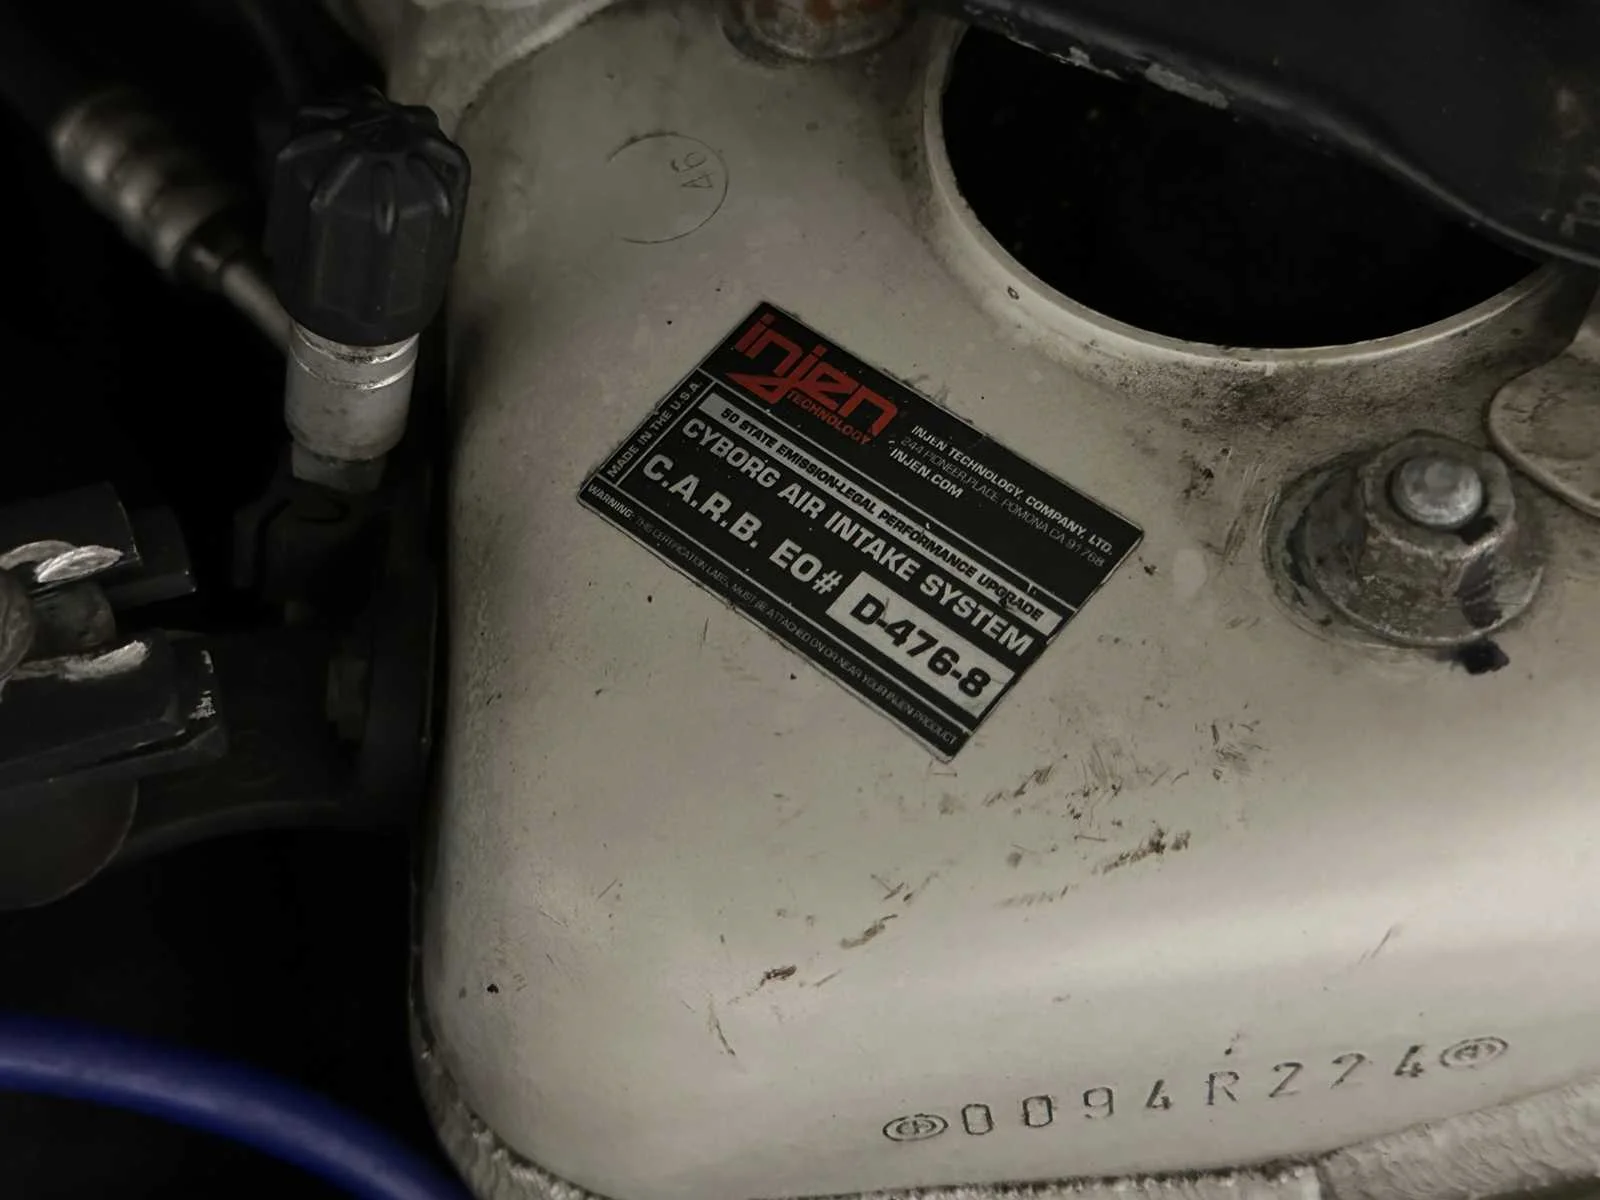 46
injen
TECHNOLOGY
INJEN TECHNOLOGY, COMPANY, LTD.
244 PIONEER PLACE, POMONA CA 91768
INJEN.COM
MADE IN THE U.S.A.
50 STATE EMISSION-LEGAL PERFORMANCE UPGRADE
CYBORG AIR INTAKE SYSTEM
C.A.R.B. EO# D-476-8
WARNING: THIS CERTIFICATION LABEL MUST BE ATTACHED ON OR NEAR YOUR INJEN PRODUCT
0094R224